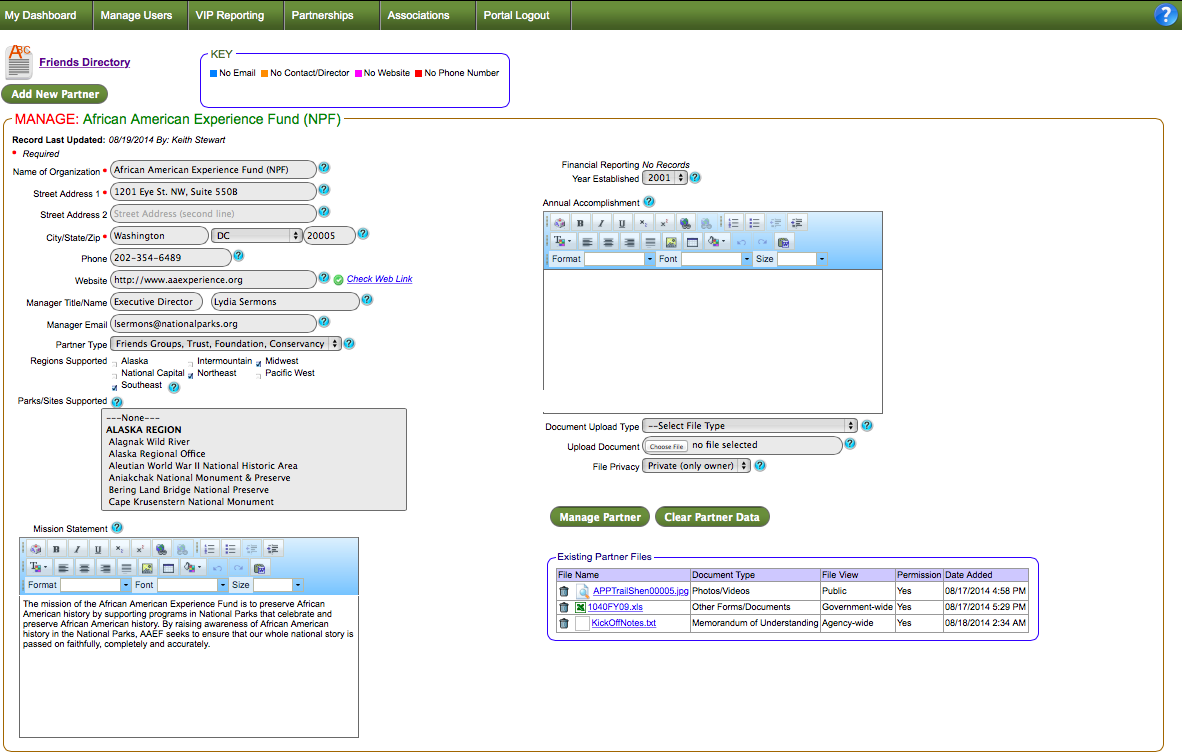 My Dashboard Manage Users VIP Reporting Partnerships Associations Portal Logout ?
ABC
Friends Directory
Add New Partner
KEY
No Email No Contact/Director No Website No Phone Number
MANAGE: African American Experience Fund (NPF)
Record Last Updated: 08/19/2014 By: Keith Stewart
* Required
Name of Organization * African American Experience Fund (NPF) ?
Street Address 1 * 1201 Eye St. NW, Suite 550B ?
Street Address 2 Street Address (second line) ?
City/State/Zip * Washington DC 20005 ?
Phone 202-354-6489 ?
Website http://www.aaexperience.org ? Check Web Link
Manager Title/Name Executive Director Lydia Sermons ?
Manager Email lsermons@nationalparks.org ?
Partner Type Friends Groups, Trust, Foundation, Conservancy ?
Regions Supported Alaska Intermountain Midwest
National Capital Northeast Pacific West
Southeast ?
Parks/Sites Supported ?
---None---
ALASKA REGION
Alagnak Wild River
Alaska Regional Office
Aleutian World War II National Historic Area
Aniakchak National Monument & Preserve
Bering Land Bridge National Preserve
Cape Krusenstern National Monument
Mission Statement ?
B I U x₂ x²
T
Format Font Size
The mission of the African American Experience Fund is to preserve African
American history by supporting programs in National Parks that celebrate and
preserve African American history. By raising awareness of African American
history in the National Parks, AAEF seeks to ensure that our whole national story is
passed on faithfully, completely and accurately.
Financial Reporting No Records
Year Established 2001 ?
Annual Accomplishment ?
B I U x₂ x²
T
Format Font Size
Document Upload Type --Select File Type ?
Upload Document Choose File no file selected ?
File Privacy Private (only owner) ?
Manage Partner Clear Partner Data
Existing Partner Files
File Name Document Type File View Permission Date Added
APPTrailShen00005.jpg Photos/Videos Public Yes 08/17/2014 4:58 PM
1040FY09.xls Other Forms/Documents Government-wide Yes 08/17/2014 5:29 PM
KickOffNotes.txt Memorandum of Understanding Agency-wide Yes 08/18/2014 2:34 AM